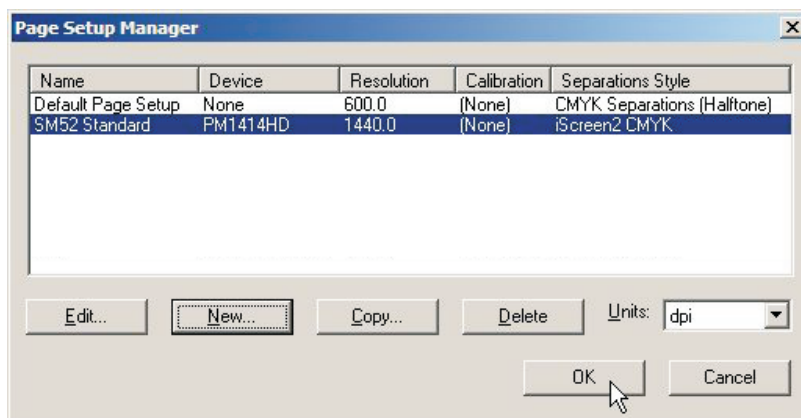 Page Setup Manager
Name Device Resolution Calibration Separations Style
Default Page Setup None 600.0 (None) CMYK Separations (Halftone)
SM52 Standard PM1414HD 1440.0 (None) iScreen2 CMYK
Edit... New... Copy... Delete Units: dpi
OK Cancel